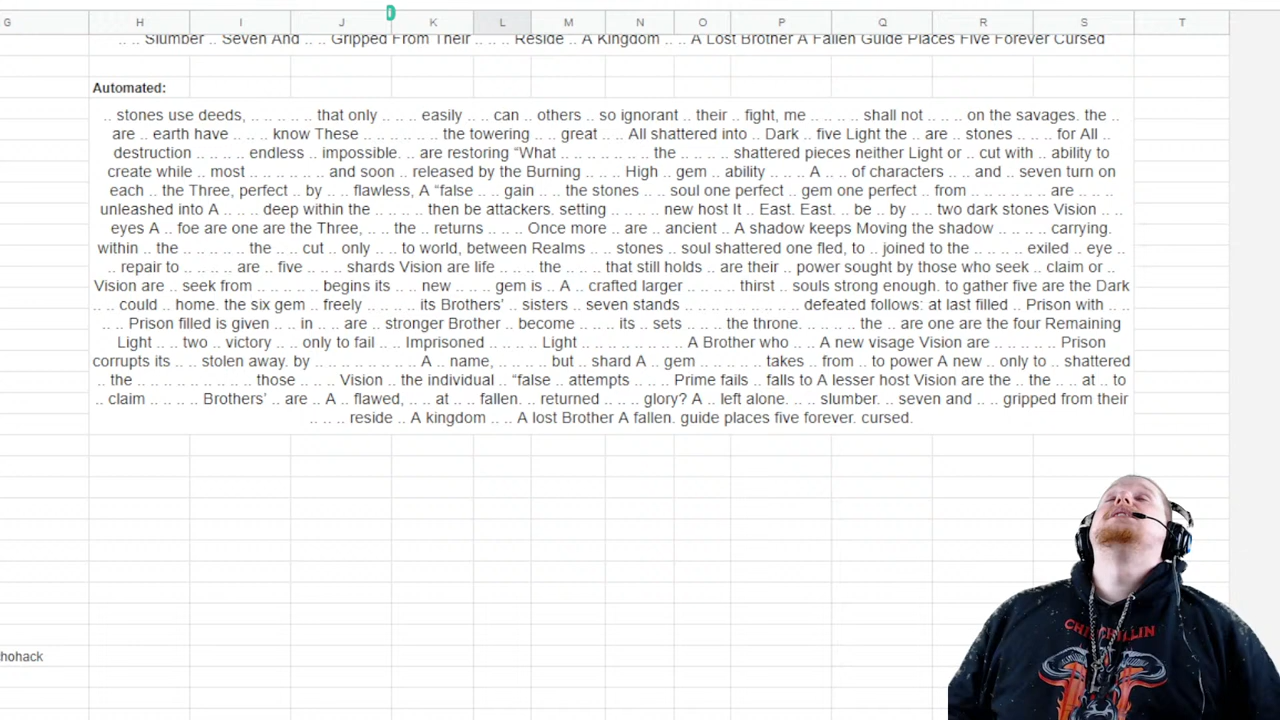 G H I J K L M N O P Q R S T
.. .. Slumber .. Seven And .. .. Gripped From Their .. .. .. Reside .. A Kingdom .. .. A Lost Brother A Fallen Guide Places Five Forever Cursed
Automated:
.. stones use deeds, .. .. .. .. .. that only .. .. .. easily .. .. can .. others .. so ignorant .. their .. fight, me .. .. .. .. shall not .. .. on the savages. the ..
are .. earth have .. .. .. know These .. .. .. .. .. the towering .. .. great .. .. All shattered into .. Dark .. five Light the .. are .. stones .. .. for All ..
destruction .. .. .. .. endless .. impossible. .. are restoring “What .. .. .. .. .. .. the .. .. .. .. shattered pieces neither Light or .. cut with .. ability to
create while .. most .. .. .. .. .. .. and soon .. released by the Burning .. .. High .. gem .. ability .. .. A .. of characters .. .. and .. seven turn on
each .. the Three, perfect .. by .. flawless, A “false .. .. gain .. .. the stones .. .. soul one perfect .. gem one perfect .. from .. .. .. .. are .. ..
unleashed into A .. .. .. deep within the .. .. .. .. then be attackers. setting .. .. .. .. new host It .. East. East. .. be .. by .. .. two dark stones Vision .. ..
eyes A .. foe are one are the Three, .. .. the .. returns .. .. Once more .. are .. ancient .. A shadow keeps Moving the shadow .. .. .. .. carrying.
within .. the .. .. .. .. the .. .. cut .. only .. .. to world, between Realms .. .. stones .. soul shattered one fled, to .. joined to the .. .. .. exiled .. eye ..
.. repair to .. .. .. .. are .. five .. .. .. shards Vision are life .. .. .. the .. .. .. that still holds .. are their .. power sought by those who seek .. claim or ..
Vision are .. seek from .. .. .. .. begins its .. .. new .. .. gem is .. A .. crafted larger .. .. .. thirst .. souls strong enough. to gather five are the Dark
.. .. could .. home. the six gem .. freely .. .. .. its Brothers’ .. sisters .. seven stands .. .. .. .. .. .. .. defeated follows: at last filled .. Prison with .. ..
.. .. Prison filled is given .. .. in .. are .. stronger Brother .. become .. .. .. its .. sets .. .. .. the throne. .. .. .. the .. are one are the four Remaining
Light .. .. two .. victory .. .. only to fail .. .. Imprisoned .. .. .. Light .. .. .. .. .. .. .. A Brother who .. .. A new visage Vision are .. .. .. .. Prison
corrupts its .. .. stolen away. by .. .. .. .. .. .. .. A .. name, .. .. .. but .. shard A .. gem .. .. .. .. takes .. from .. to power A new .. only to .. shattered
.. the .. .. .. .. .. .. .. .. those .. .. .. Vision .. the individual .. “false .. attempts .. .. .. Prime fails .. falls to A lesser host Vision are the .. the .. .. at .. to
.. claim .. .. .. .. Brothers’ .. are .. A .. flawed, .. .. at .. .. fallen. .. returned .. .. glory? A .. left alone. .. .. slumber. .. seven and .. .. gripped from their
.. .. .. reside .. A kingdom .. .. A lost Brother A fallen. guide places five forever. cursed.
hohack